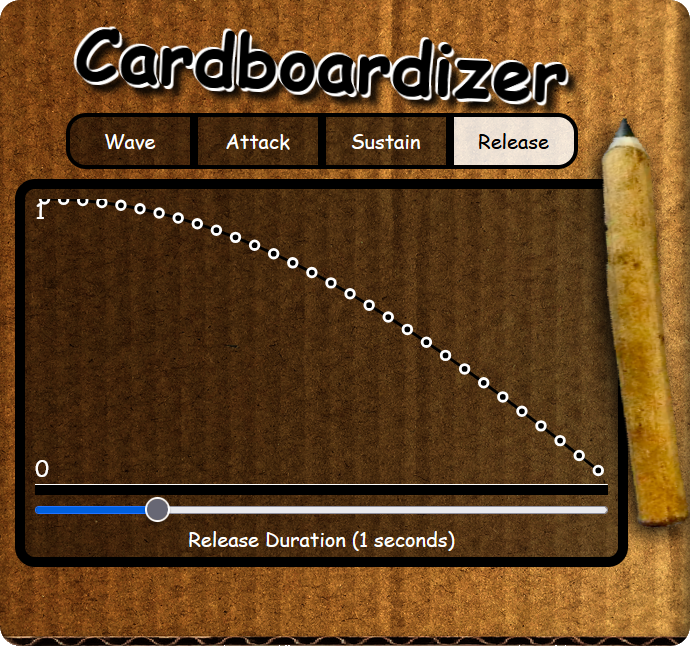 Cardboardizer
Wave Attack Sustain Release
1
0
Release Duration (1 seconds)